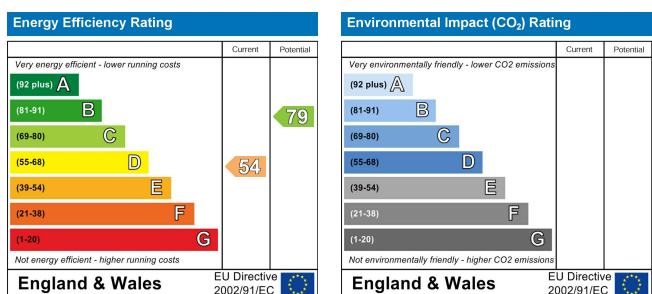 Energy Efficiency Rating
Current Potential
Very energy efficient - lower running costs
(92 plus) A
(81-91) B
79
(69-80) C
(55-68) D
54
(39-54) E
(21-38) F
(1-20) G
Not energy efficient - higher running costs
England & Wales
EU Directive
2002/91/EC
Environmental Impact (CO₂) Rating
Current Potential
Very environmentally friendly - lower CO2 emissions
(92 plus) A
(81-91) B
(69-80) C
(55-68) D
(39-54) E
(21-38) F
(1-20) G
Not environmentally friendly - higher CO2 emissions
England & Wales
EU Directive
2002/91/EC